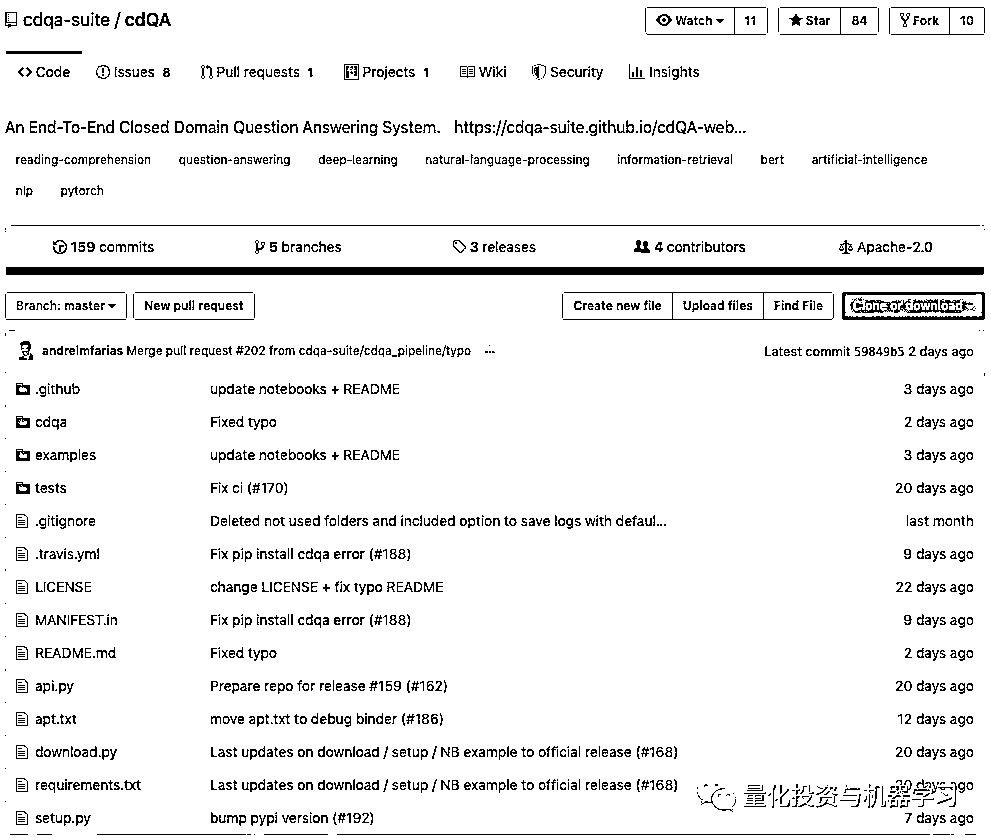 cdqa-suite / cdQA Watch 11 Star 84 Fork 10
Code Issues 8 Pull requests 1 Projects 1 Wiki Security Insights
An End-To-End Closed Domain Question Answering System. https://cdqa-suite.github.io/cdQA-web...
reading-comprehension question-answering deep-learning natural-language-processing information-retrieval bert artificial-intelligence
nlp pytorch
159 commits 5 branches 3 releases 4 contributors Apache-2.0
Branch: master New pull request Create new file Upload files Find File Clone or download
andrelmfarias Merge pull request #202 from cdqa-suite/cdqa_pipeline/typo ... Latest commit 59849b5 2 days ago
.github update notebooks + README 3 days ago
cdqa Fixed typo 2 days ago
examples update notebooks + README 3 days ago
tests Fix ci (#170) 20 days ago
.gitignore Deleted not used folders and included option to save logs with defaul... last month
.travis.yml Fix pip install cdqa error (#188) 9 days ago
LICENSE change LICENSE + fix typo README 22 days ago
MANIFEST.in Fix pip install cdqa error (#188) 9 days ago
README.md Fixed typo 2 days ago
api.py Prepare repo for release #159 (#162) 20 days ago
apt.txt move apt.txt to debug binder (#186) 12 days ago
download.py Last updates on download / setup / NB example to official release (#168) 20 days ago
requirements.txt Last updates on download / setup / NB example to official release (#168) 20 days ago
量化投资与机器学习
setup.py bump pypi version (#192) 7 days ago